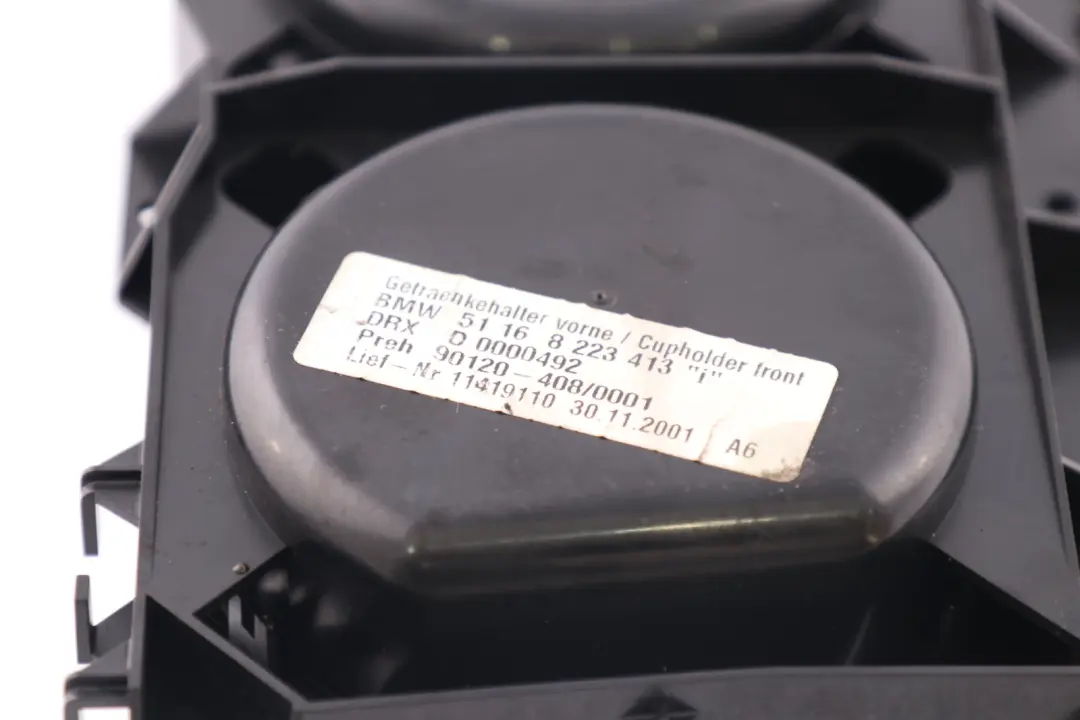 Getraenkehalter vorne / Cupholder front
BMW 51 16 8 223 413 "i"
DRX D 0000492
Preh 90120-408/0001
Lief-Nr 11419110 30.11.2001 A6